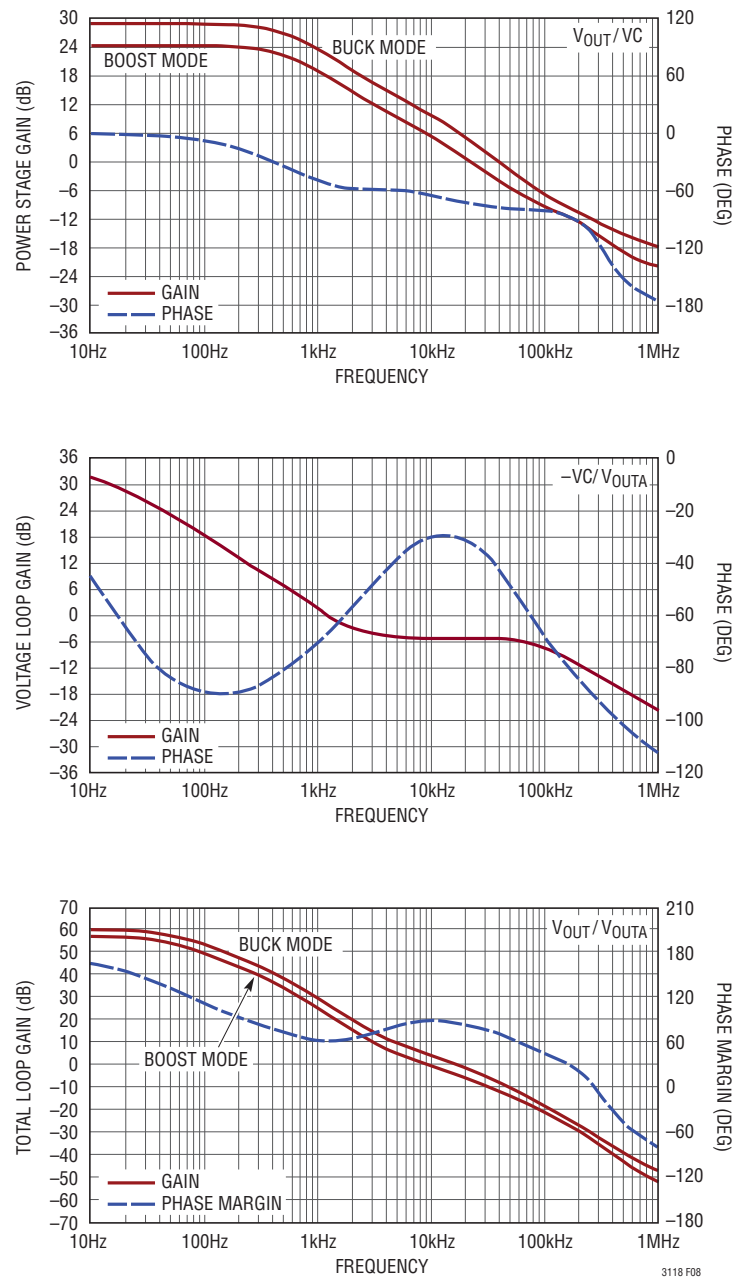 30
24
18
12
6
0
–6
–12
–18
–24
–30
–36
POWER STAGE GAIN (dB)
BOOST MODE
BUCK MODE
VOUT/VC
GAIN
PHASE
120
60
0
–60
–120
–180
PHASE (DEG)
10Hz 100Hz 1kHz 10kHz 100kHz 1MHz
FREQUENCY
36
30
24
18
12
6
0
–6
–12
–18
–24
–30
–36
VOLTAGE LOOP GAIN (dB)
–VC/VOUTA
GAIN
PHASE
0
–20
–40
–60
–80
–100
–120
PHASE (DEG)
10Hz 100Hz 1kHz 10kHz 100kHz 1MHz
FREQUENCY
70
60
50
40
30
20
10
0
–10
–20
–30
–40
–50
–60
–70
TOTAL LOOP GAIN (dB)
BUCK MODE
BOOST MODE
VOUT/VOUTA
GAIN
PHASE MARGIN
210
180
120
60
0
–60
–120
–180
PHASE MARGIN (DEG)
10Hz 100Hz 1kHz 10kHz 100kHz 1MHz
FREQUENCY
3118 F08